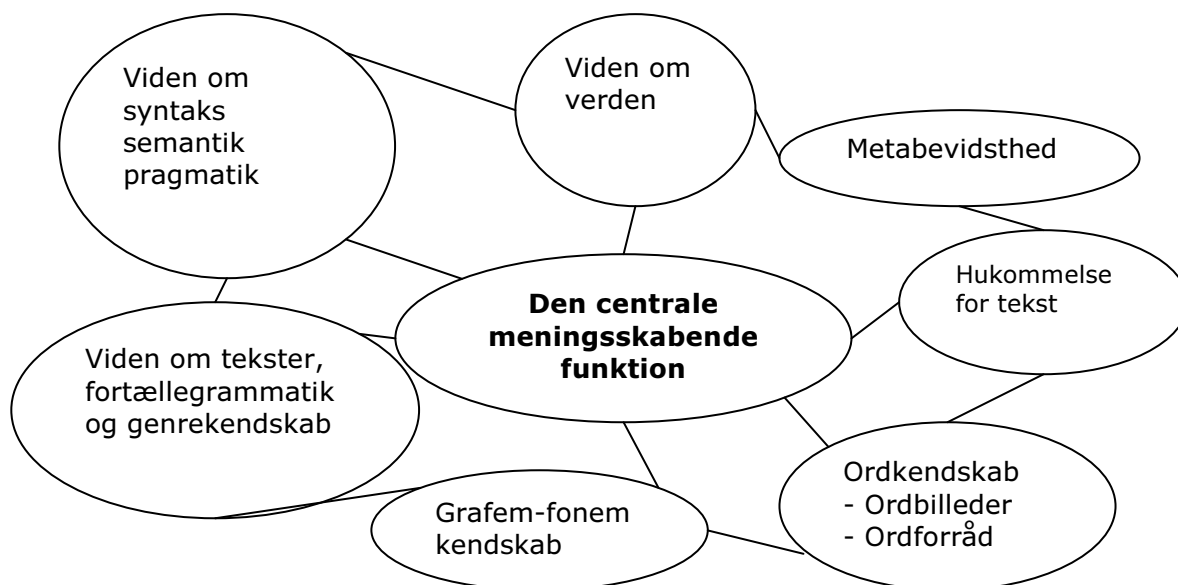 Viden om
syntaks
semantik
pragmatik
Viden om
verden
Metabevidsthed
Den centrale
meningsskabende
funktion
Hukommelse
for tekst
Viden om tekster,
fortællegrammatik
og genrekendskab
Grafem-fonem
kendskab
Ordkendskab
- Ordbilleder
- Ordforråd